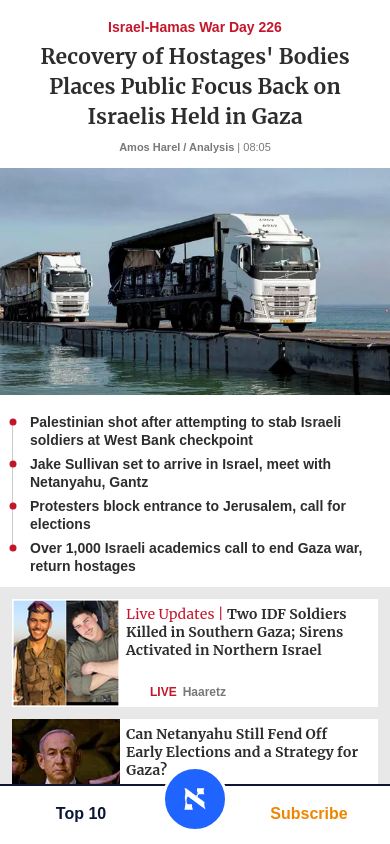 Israel-Hamas War Day 226
Recovery of Hostages' Bodies
Places Public Focus Back on
Israelis Held in Gaza
Amos Harel / Analysis | 08:05
Palestinian shot after attempting to stab Israeli
soldiers at West Bank checkpoint
Jake Sullivan set to arrive in Israel, meet with
Netanyahu, Gantz
Protesters block entrance to Jerusalem, call for
elections
Over 1,000 Israeli academics call to end Gaza war,
return hostages
Live Updates | Two IDF Soldiers
Killed in Southern Gaza; Sirens
Activated in Northern Israel
LIVE Haaretz
Can Netanyahu Still Fend Off
Early Elections and a Strategy for
Gaza?
Top 10
א
Subscribe